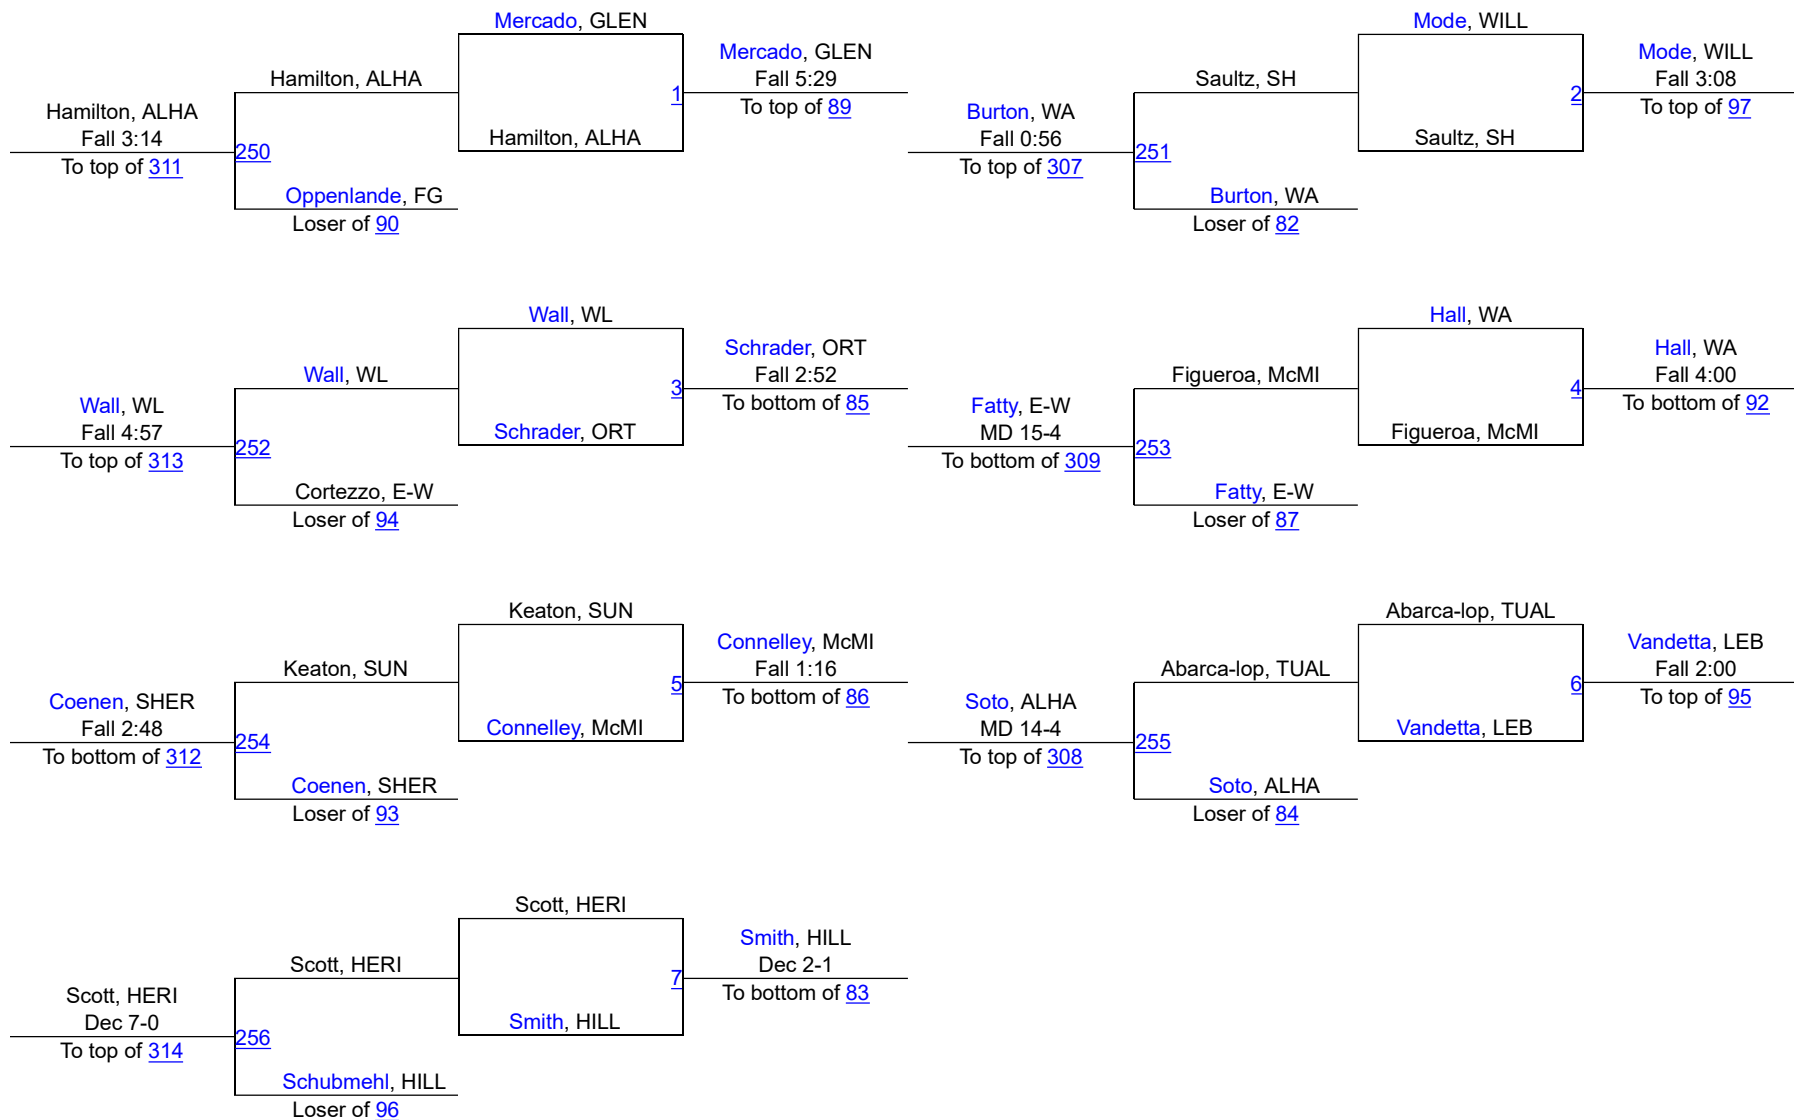 Mercado, GLEN
Mercado, GLEN
Fall 5:29
1
To top of 89
Hamilton, ALHA
Hamilton, ALHA
Hamilton, ALHA
Fall 3:14
250
To top of 311
Oppenlande, FG
Loser of 90
Mode, WILL
Mode, WILL
Fall 3:08
2
To top of 97
Saultz, SH
Saultz, SH
Burton, WA
Fall 0:56
251
To top of 307
Burton, WA
Loser of 82
Wall, WL
Schrader, ORT
Fall 2:52
3
To bottom of 85
Wall, WL
Schrader, ORT
Wall, WL
Fall 4:57
252
To top of 313
Cortezzo, E-W
Loser of 94
Hall, WA
Hall, WA
Fall 4:00
4
To bottom of 92
Figueroa, McMI
Figueroa, McMI
Fatty, E-W
MD 15-4
253
To bottom of 309
Fatty, E-W
Loser of 87
Keaton, SUN
Connelley, McMI
Fall 1:16
5
To bottom of 86
Keaton, SUN
Connelley, McMI
Coenen, SHER
Fall 2:48
254
To bottom of 312
Coenen, SHER
Loser of 93
Abarca-lop, TUAL
Vandetta, LEB
Fall 2:00
6
To top of 95
Abarca-lop, TUAL
Vandetta, LEB
Soto, ALHA
MD 14-4
255
To top of 308
Soto, ALHA
Loser of 84
Scott, HERI
Smith, HILL
Dec 2-1
7
To bottom of 83
Scott, HERI
Smith, HILL
Scott, HERI
Dec 7-0
256
To top of 314
Schubmehl, HILL
Loser of 96